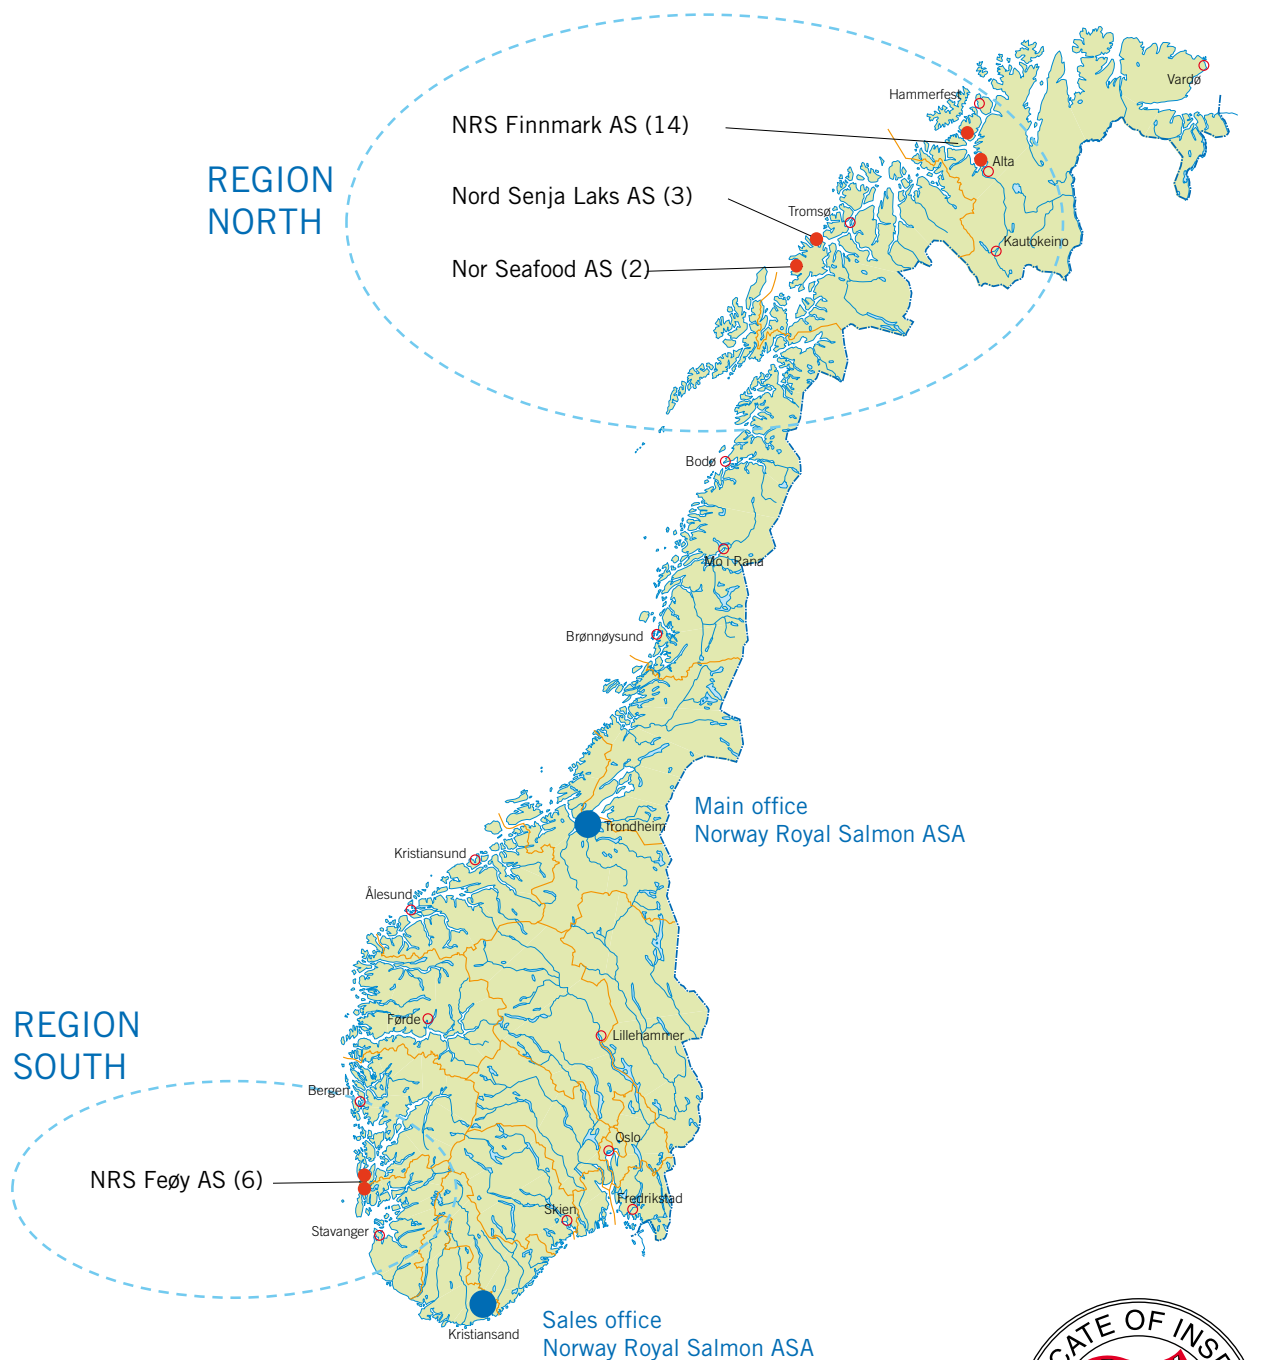 Vardø
Hammerfest
NRS Finnmark AS (14)
Alta
REGION
NORTH
Nord Senja Laks AS (3)
Tromsø
Kautokeino
Nor Seafood AS (2)
Bodø
Mo i Rana
Brønnøysund
Main office
Norway Royal Salmon ASA
Trondheim
Kristiansund
Ålesund
REGION
SOUTH
Førde
Lillehammer
Bergen
Oslo
NRS Feøy AS (6)
Fredrikstad
Skien
Stavanger
Sales office
Norway Royal Salmon ASA
Kristiansand
OF